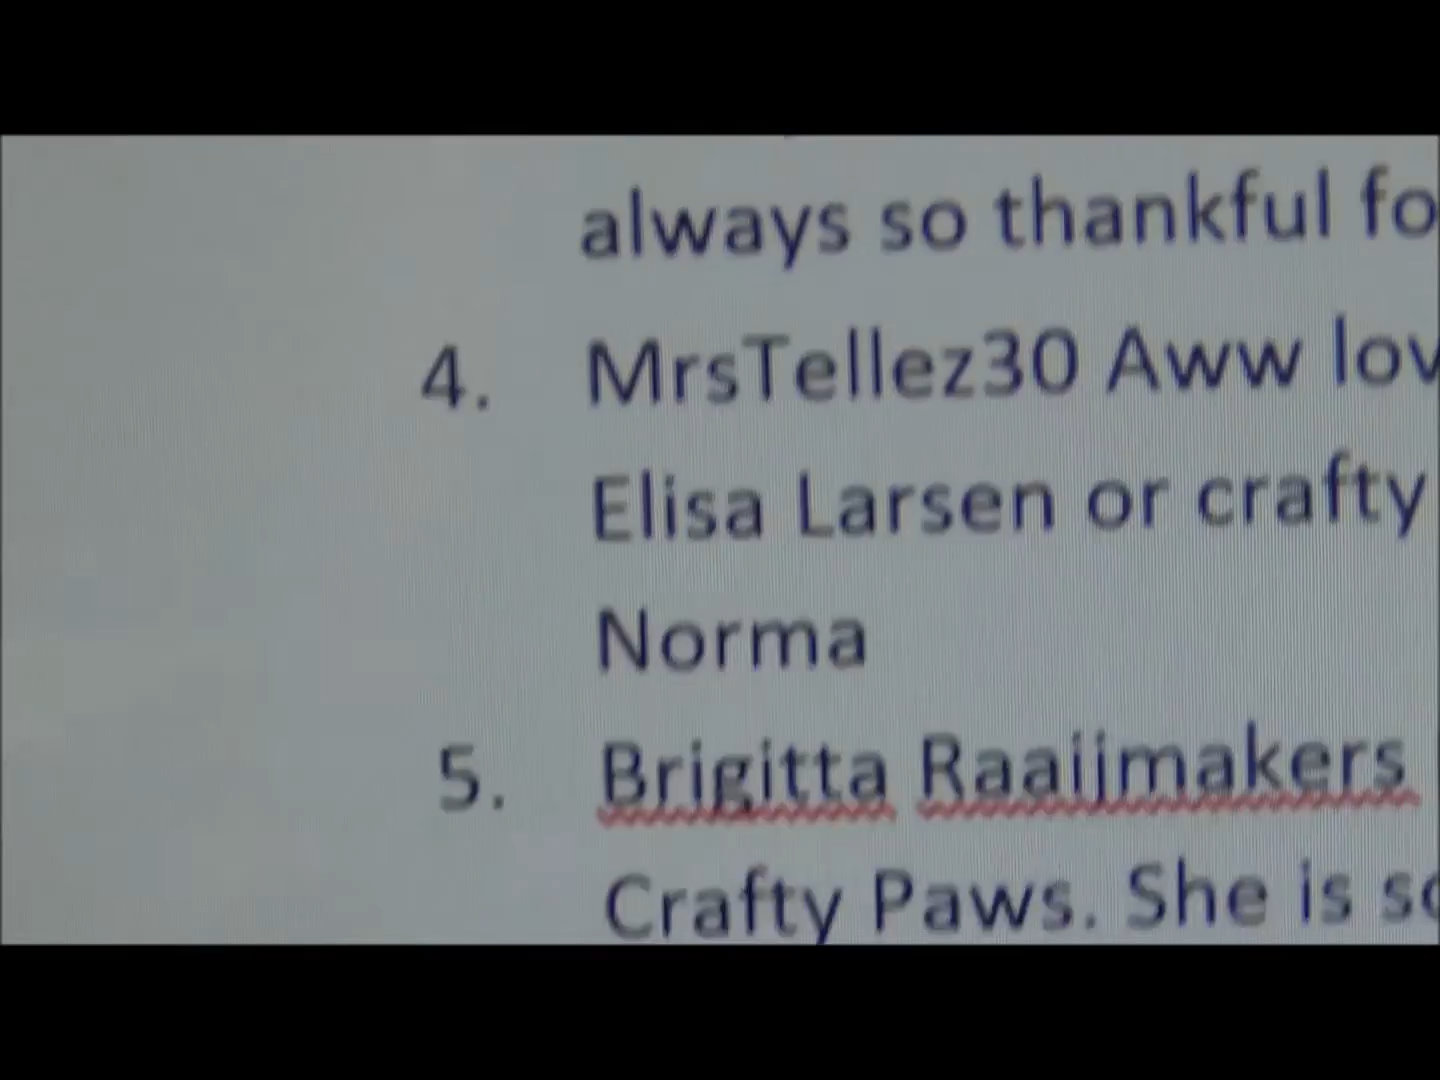 always so thankful fo
4. MrsTellez30 Aww lov
Elisa Larsen or crafty
Norma
5. Brigitta Raaijmakers
Crafty Paws. She is so